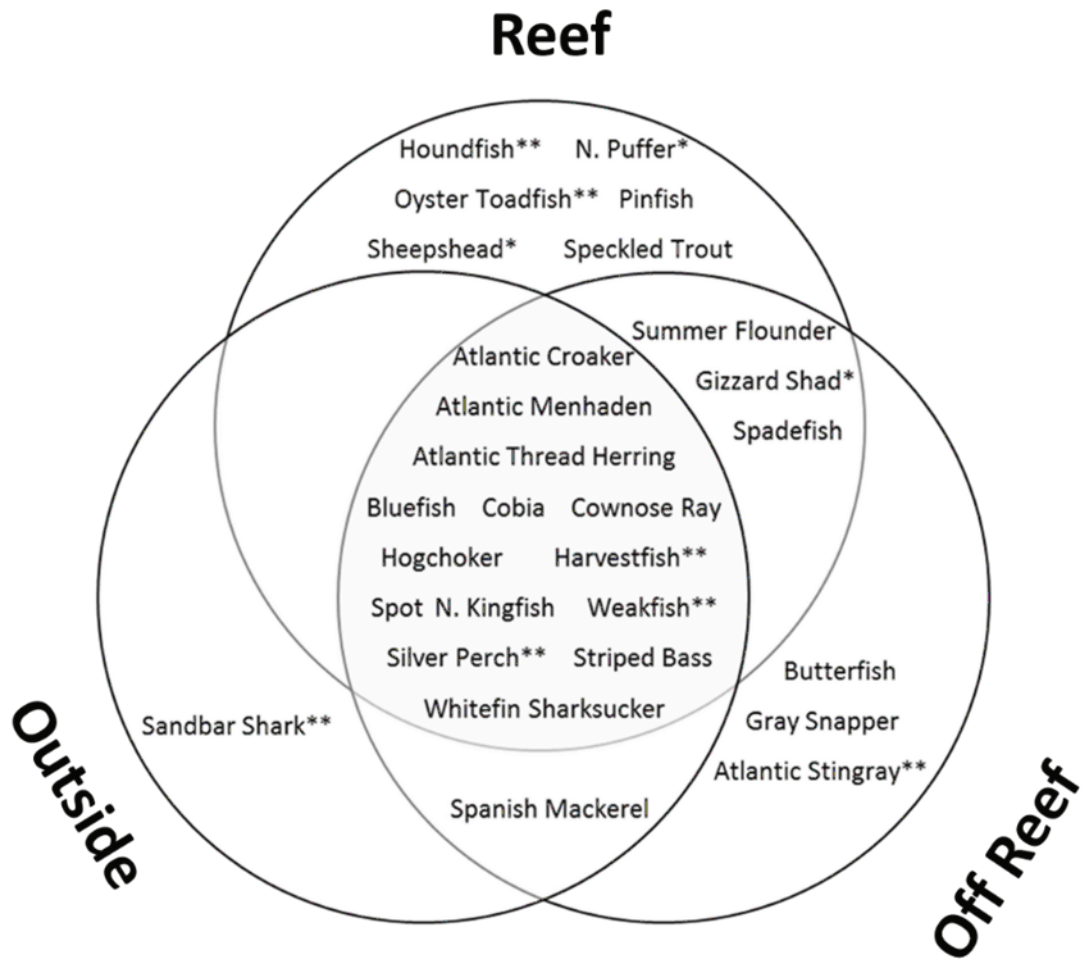 Reef
Houndfish** N. Puffer*
Oyster Toadfish** Pinfish
Sheepshead* Speckled Trout
Summer Flounder
Atlantic Croaker
Gizzard Shad*
Atlantic Menhaden
Spadefish
Atlantic Thread Herring
Bluefish Cobia Cownose Ray
Hogchoker Harvestfish**
Spot N. Kingfish Weakfish**
Silver Perch** Striped Bass
Butterfish
Whitefin Sharksucker
Gray Snapper
Sandbar Shark**
Atlantic Stingray**
Spanish Mackerel
Outside
Off Reef